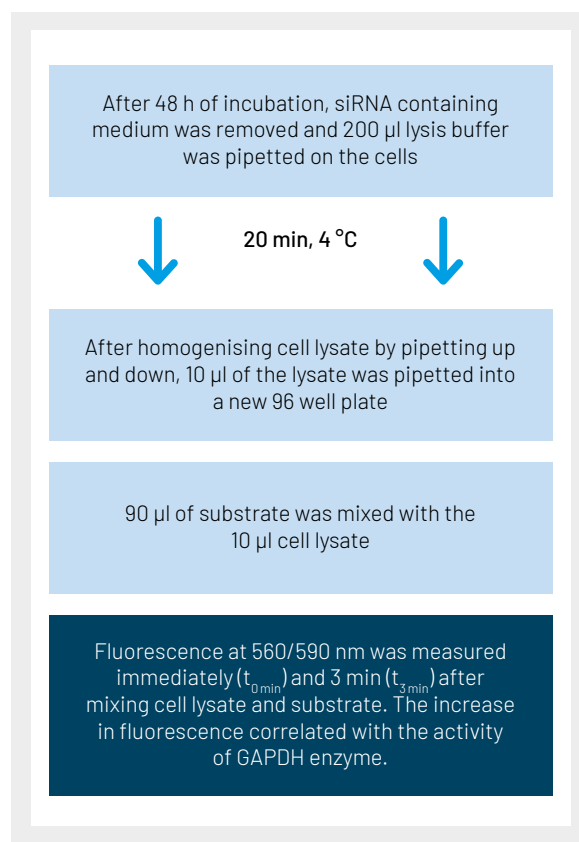 After 48 h of incubation, siRNA containing
medium was removed and 200 µl lysis buffer
was pipetted on the cells
20 min, 4 °C
After homogenising cell lysate by pipetting up
and down, 10 µl of the lysate was pipetted into
a new 96 well plate
90 µl of substrate was mixed with the
10 µl cell lysate
Fluorescence at 560/590 nm was measured
immediately (t0 min) and 3 min (t3 min) after
mixing cell lysate and substrate. The increase
in fluorescence correlated with the activity
of GAPDH enzyme.